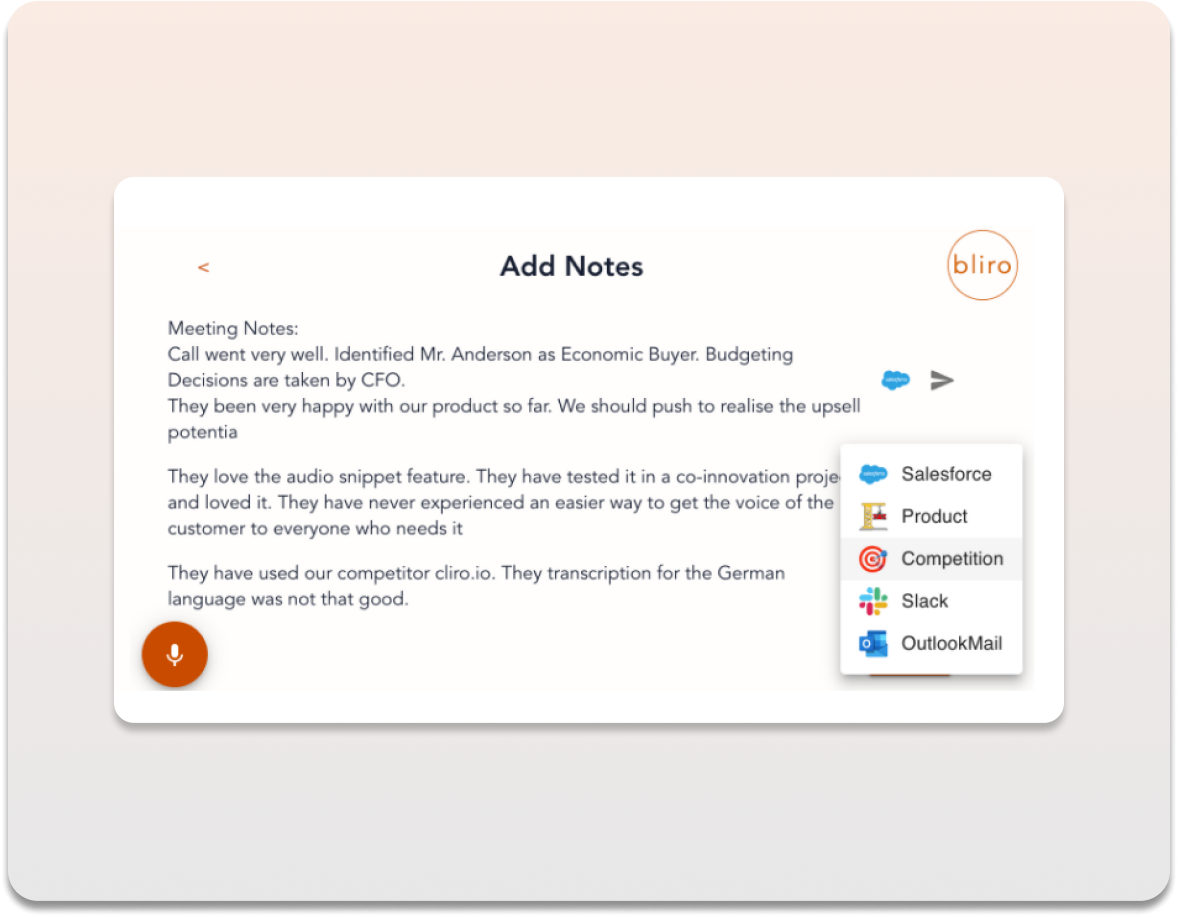 <
Add Notes
bliro
Meeting Notes:
Call went very well. Identified Mr. Anderson as Economic Buyer. Budgeting
Decisions are taken by CFO.
They been very happy with our product so far. We should push to realise the upsell
potentia
They love the audio snippet feature. They have tested it in a co-innovation proje
and loved it. They have never experienced an easier way to get the voice of the
customer to everyone who needs it
They have used our competitor cliro.io. They transcription for the German
language was not that good.
salesforce
salesforce Salesforce
Product
Competition
Slack
OutlookMail